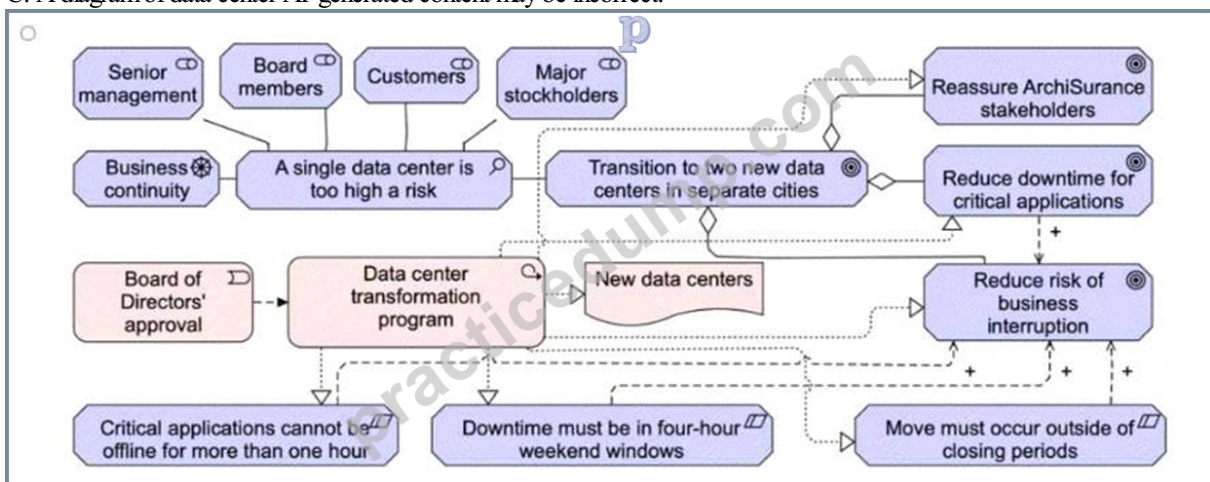 C. A diagram of data center AI-generated content may be incorrect.
p
Senior
management
Board
members
Customers
Major
stockholders
Reassure ArchiSurance
stakeholders
Business
continuity
A single data center is
too high a risk
Transition to two new data
centers in separate cities
Reduce downtime for
critical applications
+
Board of
Directors'
approval
Data center
transformation
program
New data centers
Reduce risk of
business
interruption
+
+
+
Critical applications cannot be
offline for more than one hour
Downtime must be in four-hour
weekend windows
Move must occur outside of
closing periods
practicedump.com